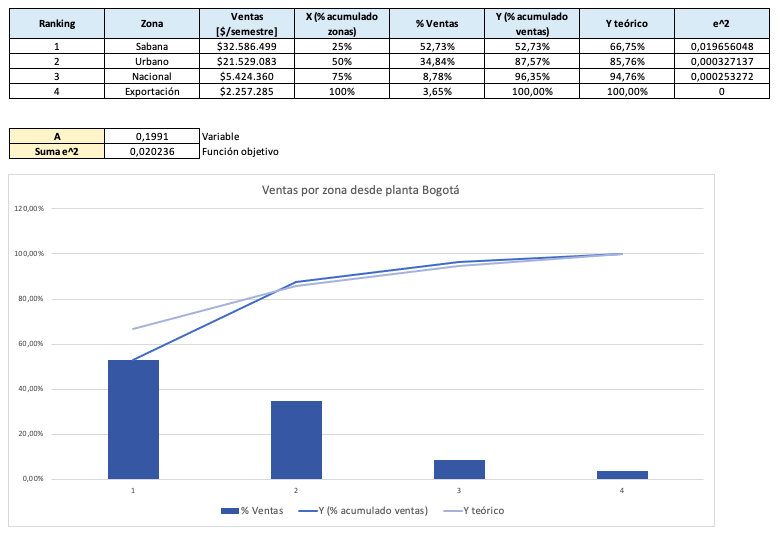 Ranking Zona Ventas [$/semestre] X (% acumulado zonas) % Ventas Y (% acumulado ventas) Y teórico e^2
1 Sabana $32.586.499 25% 52,73% 52,73% 66,75% 0,019656048
2 Urbano $21.529.083 50% 34,84% 87,57% 85,76% 0,000327137
3 Nacional $5.424.360 75% 8,78% 96,35% 94,76% 0,000253272
4 Exportación $2.257.285 100% 3,65% 100,00% 100,00% 0
A 0,1991 Variable
Suma e^2 0,020236 Función objetivo
Ventas por zona desde planta Bogotá
120,00%
100,00%
80,00%
60,00%
40,00%
20,00%
0,00%
1 2 3 4
% Ventas Y (% acumulado ventas) Y teórico